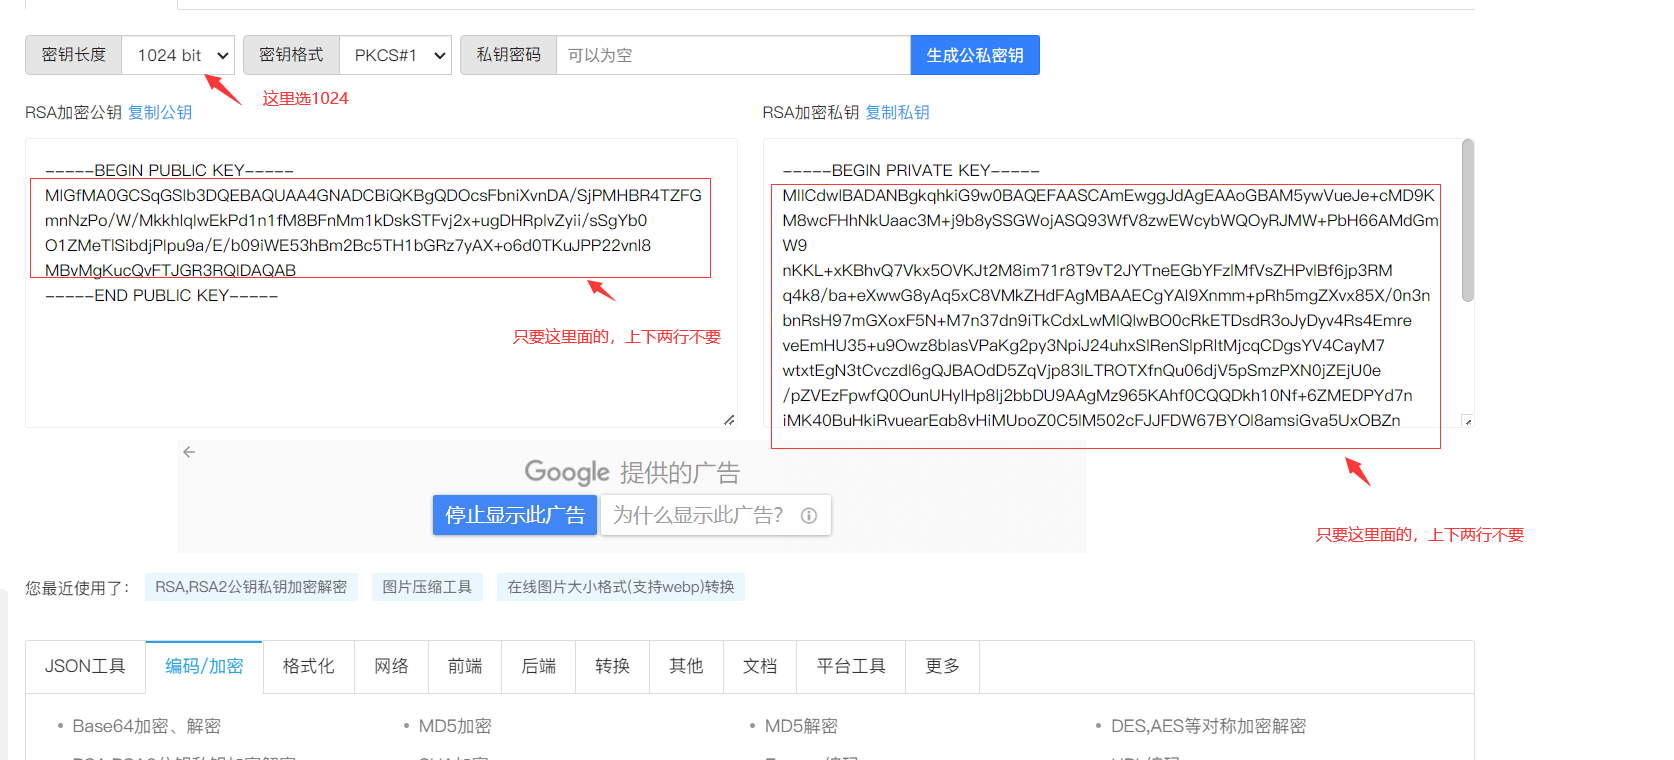 密钥长度 1024 bit 密钥格式 PKCS#1 私钥密码 可以为空 生成公私密钥
这里选1024
RSA加密公钥 复制公钥
-----BEGIN PUBLIC KEY-----
MIGfMA0GCSqGSIb3DQEBAQUAA4GNADCBiQKBgQDOcsFbniXvnDA/SjPMHBR4TZFG
mnNzPo/W/MkkhIqIwEkPd1n1fM8BFnMm1kDskSTFvj2x+ugDHRplvZyii/sSgYb0
O1ZMeTlSibdjPlpu9a/E/b09iWE53hBm2Bc5TH1bGRz7yAX+o6d0TKuJPP22vnl8
MBvMgKucQvFTJGR3RQIDAQAB
-----END PUBLIC KEY-----
只要这里面的，上下两行不要
RSA加密私钥 复制私钥
-----BEGIN PRIVATE KEY-----
MIICdwIBADANBgkqhkiG9w0BAQEFAASCAmEwggJdAgEAAoGBAM5ywVueJe+cMD9K
M8wcFHhNkUaac3M+j9b8ySSGWojASQ93WfV8zwEWcybWQOyRJMW+PbH66AMdGm
W9
nKKL+xKBhvQ7Vkx5OVKJt2M8im71r8T9vT2JYTneEGbYFzlMfVsZHPvIBf6jp3RM
q4k8/ba+eXwwG8yAq5xC8VMkZHdFAgMBAAECgYAl9Xnmm+pRh5mgZXvx85X/0n3n
bnRsH97mGXoxF5N+M7n37dn9iTkCdxLwMlQlwBO0cRkETDsdR3oJyDyv4Rs4Emre
veEmHU35+u9Owz8blasVPaKg2py3NpiJ24uhxSlRenSlpRltMjcqCDgsYV4CayM7
wtxtEgN3tCvczdl6gQJBAOdD5ZqVjp83lLTROTXfnQu06djV5pSmzPXN0jZEjU0e
/pZVEzFpwfQ0OunUHylHp8lj2bbDU9AAgMz965KAhf0CQQDkh10Nf+6ZMEDPYd7n
iMK40BuHkiRvuearEqb8vHiMUpoZ0C5lM502cFJJFDW67BYOl8amsiGva5UxOBZn
只要这里面的，上下两行不要
Google 提供的广告
停止显示此广告 为什么显示此广告？
您最近使用了： RSA,RSA2公钥私钥加密解密 图片压缩工具 在线图片大小格式(支持webp)转换
JSON工具 编码/加密 格式化 网络 前端 后端 转换 其他 文档 平台工具 更多
• Base64加密、解密 • MD5加密 • MD5解密 • DES,AES等对称加密解密